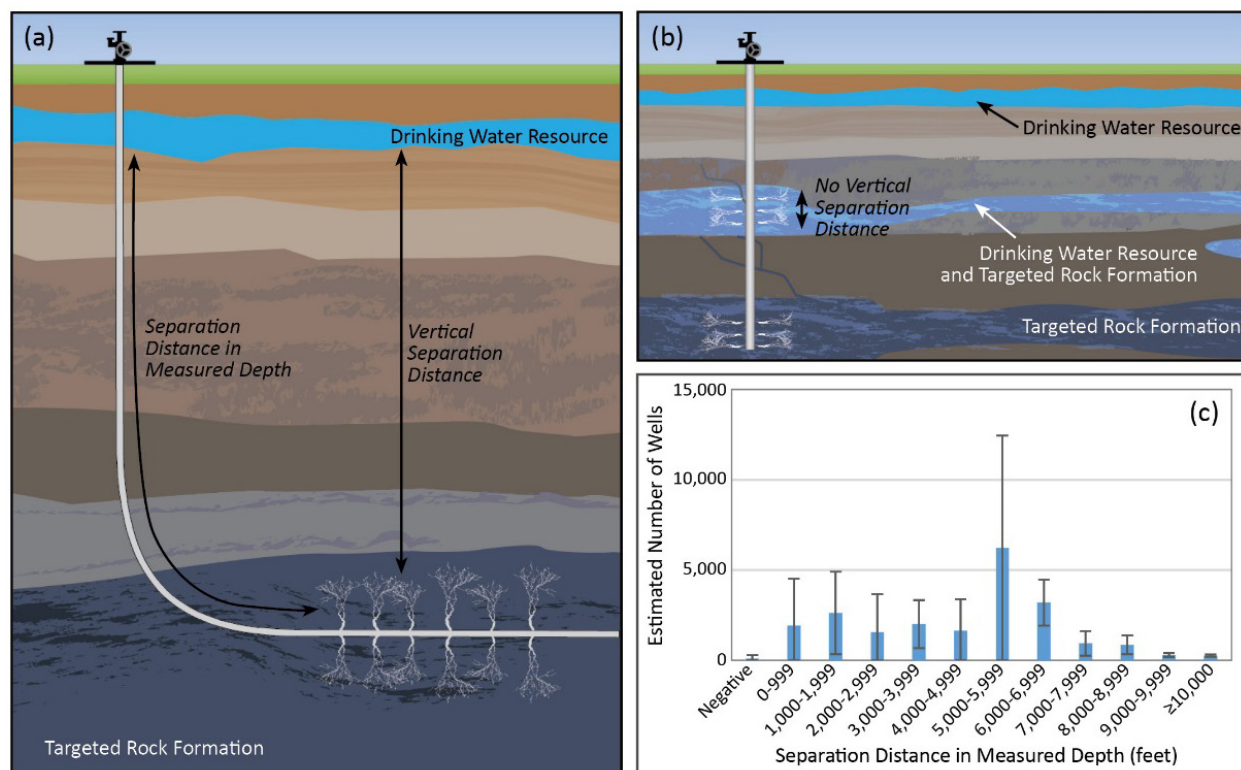 (a)
Drinking Water Resource
Separation
Distance in
Measured Depth
Vertical
Separation
Distance
Targeted Rock Formation
(b)
Drinking Water Resource
No Vertical
Separation
Distance
Drinking Water Resource
and Targeted Rock Formation
Targeted Rock Formation
(c)
Estimated Number of Wells
15,000
10,000
5,000
0
Negative
0-999
1,000-1,999
2,000-2,999
3,000-3,999
4,000-4,999
5,000-5,999
6,000-6,999
7,000-7,999
8,000-8,999
9,000-9,999
≥10,000
Separation Distance in Measured Depth (feet)